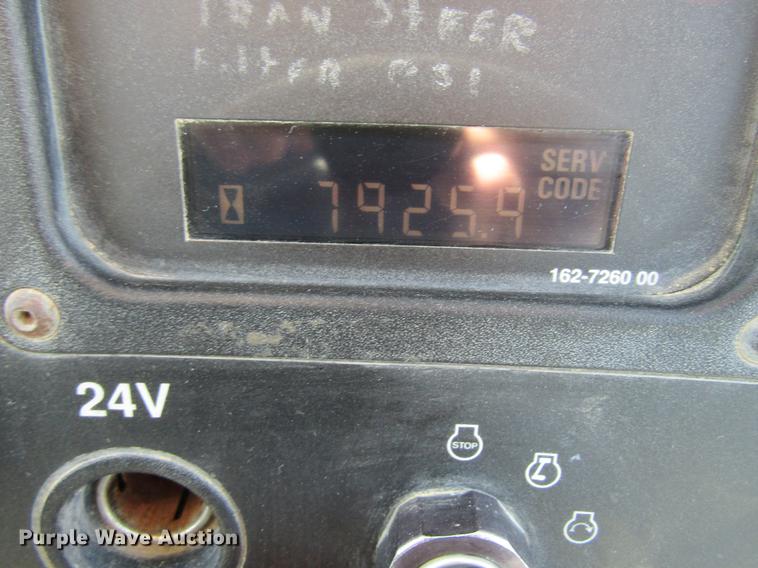 TRAN STEER
FILTER PSI
SERV
CODE
7925.9
162-7260 00
24V
STOP
Purple Wave Auction